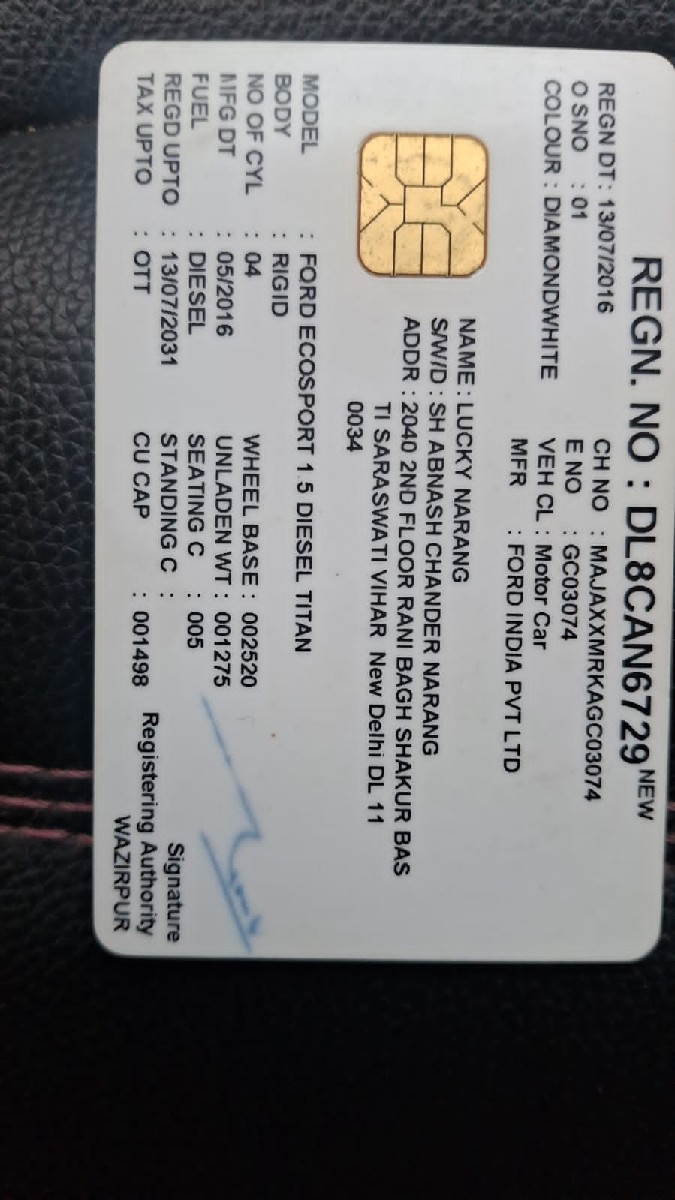 REGN. NO : DL8CAN6729 NEW
REGN DT : 13/07/2016 CH NO : MAJAXXMRKAGC03074
O SNO : 01 E NO : GC03074
COLOUR : DIAMONDWHITE VEH CL : Motor Car
MFR : FORD INDIA PVT LTD
NAME : LUCKY NARANG
S/W/D : SH ABNASH CHANDER NARANG
ADDR : 2040 2ND FLOOR RANI BAGH SHAKUR BAS
TI SARASWATI VIHAR New Delhi DL 11
0034
MODEL : FORD ECOSPORT 1.5 DIESEL TITAN
BODY : RIGID
NO OF CYL : 04 WHEEL BASE : 002520
MFG DT : 05/2016 UNLADEN WT : 001275
FUEL : DIESEL SEATING C : 005
REGD UPTO : 13/07/2031 STANDING C :
TAX UPTO : OTT CU CAP : 001498
Signature
Registering Authority
WAZIRPUR